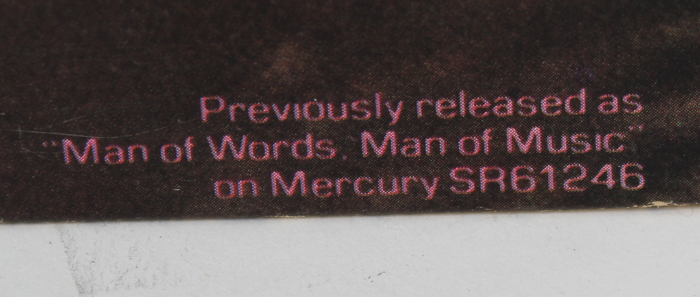 Previously released as
"Man of Words, Man of Music"
on Mercury SR61246